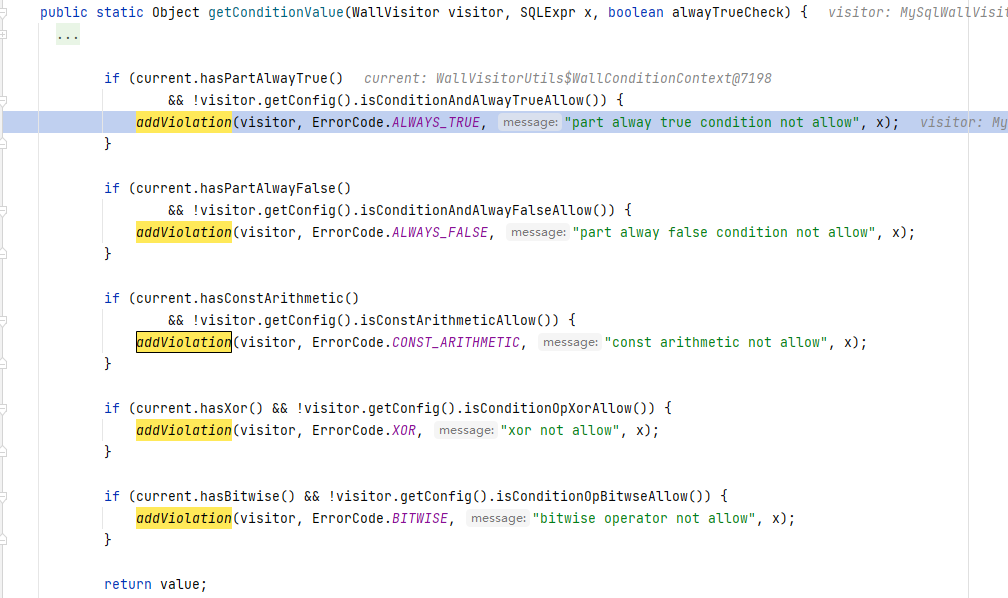 public static Object getConditionValue(WallVisitor visitor, SQLExpr x, boolean alwayTrueCheck) { visitor: MySqlWallVisit
...
if (current.hasPartAlwayTrue() current: WallVisitorUtils$WallConditionContext@7198
&& !visitor.getConfig().isConditionAndAlwayTrueAllow()) {
addViolation(visitor, ErrorCode.ALWAYS_TRUE, message: "part alway true condition not allow", x); visitor: My
}
if (current.hasPartAlwayFalse()
&& !visitor.getConfig().isConditionAndAlwayFalseAllow()) {
addViolation(visitor, ErrorCode.ALWAYS_FALSE, message: "part alway false condition not allow", x);
}
if (current.hasConstArithmetic()
&& !visitor.getConfig().isConstArithmeticAllow()) {
addViolation(visitor, ErrorCode.CONST_ARITHMETIC, message: "const arithmetic not allow", x);
}
if (current.hasXor() && !visitor.getConfig().isConditionOpXorAllow()) {
addViolation(visitor, ErrorCode.XOR, message: "xor not allow", x);
}
if (current.hasBitwise() && !visitor.getConfig().isConditionOpBitwseAllow()) {
addViolation(visitor, ErrorCode.BITWISE, message: "bitwise operator not allow", x);
}
return value;